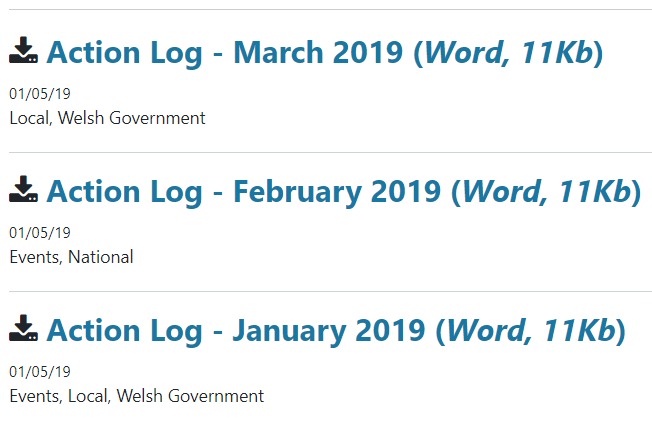 Action Log - March 2019 (Word, 11Kb)
01/05/19
Local, Welsh Government
Action Log - February 2019 (Word, 11Kb)
01/05/19
Events, National
Action Log - January 2019 (Word, 11Kb)
01/05/19
Events, Local, Welsh Government